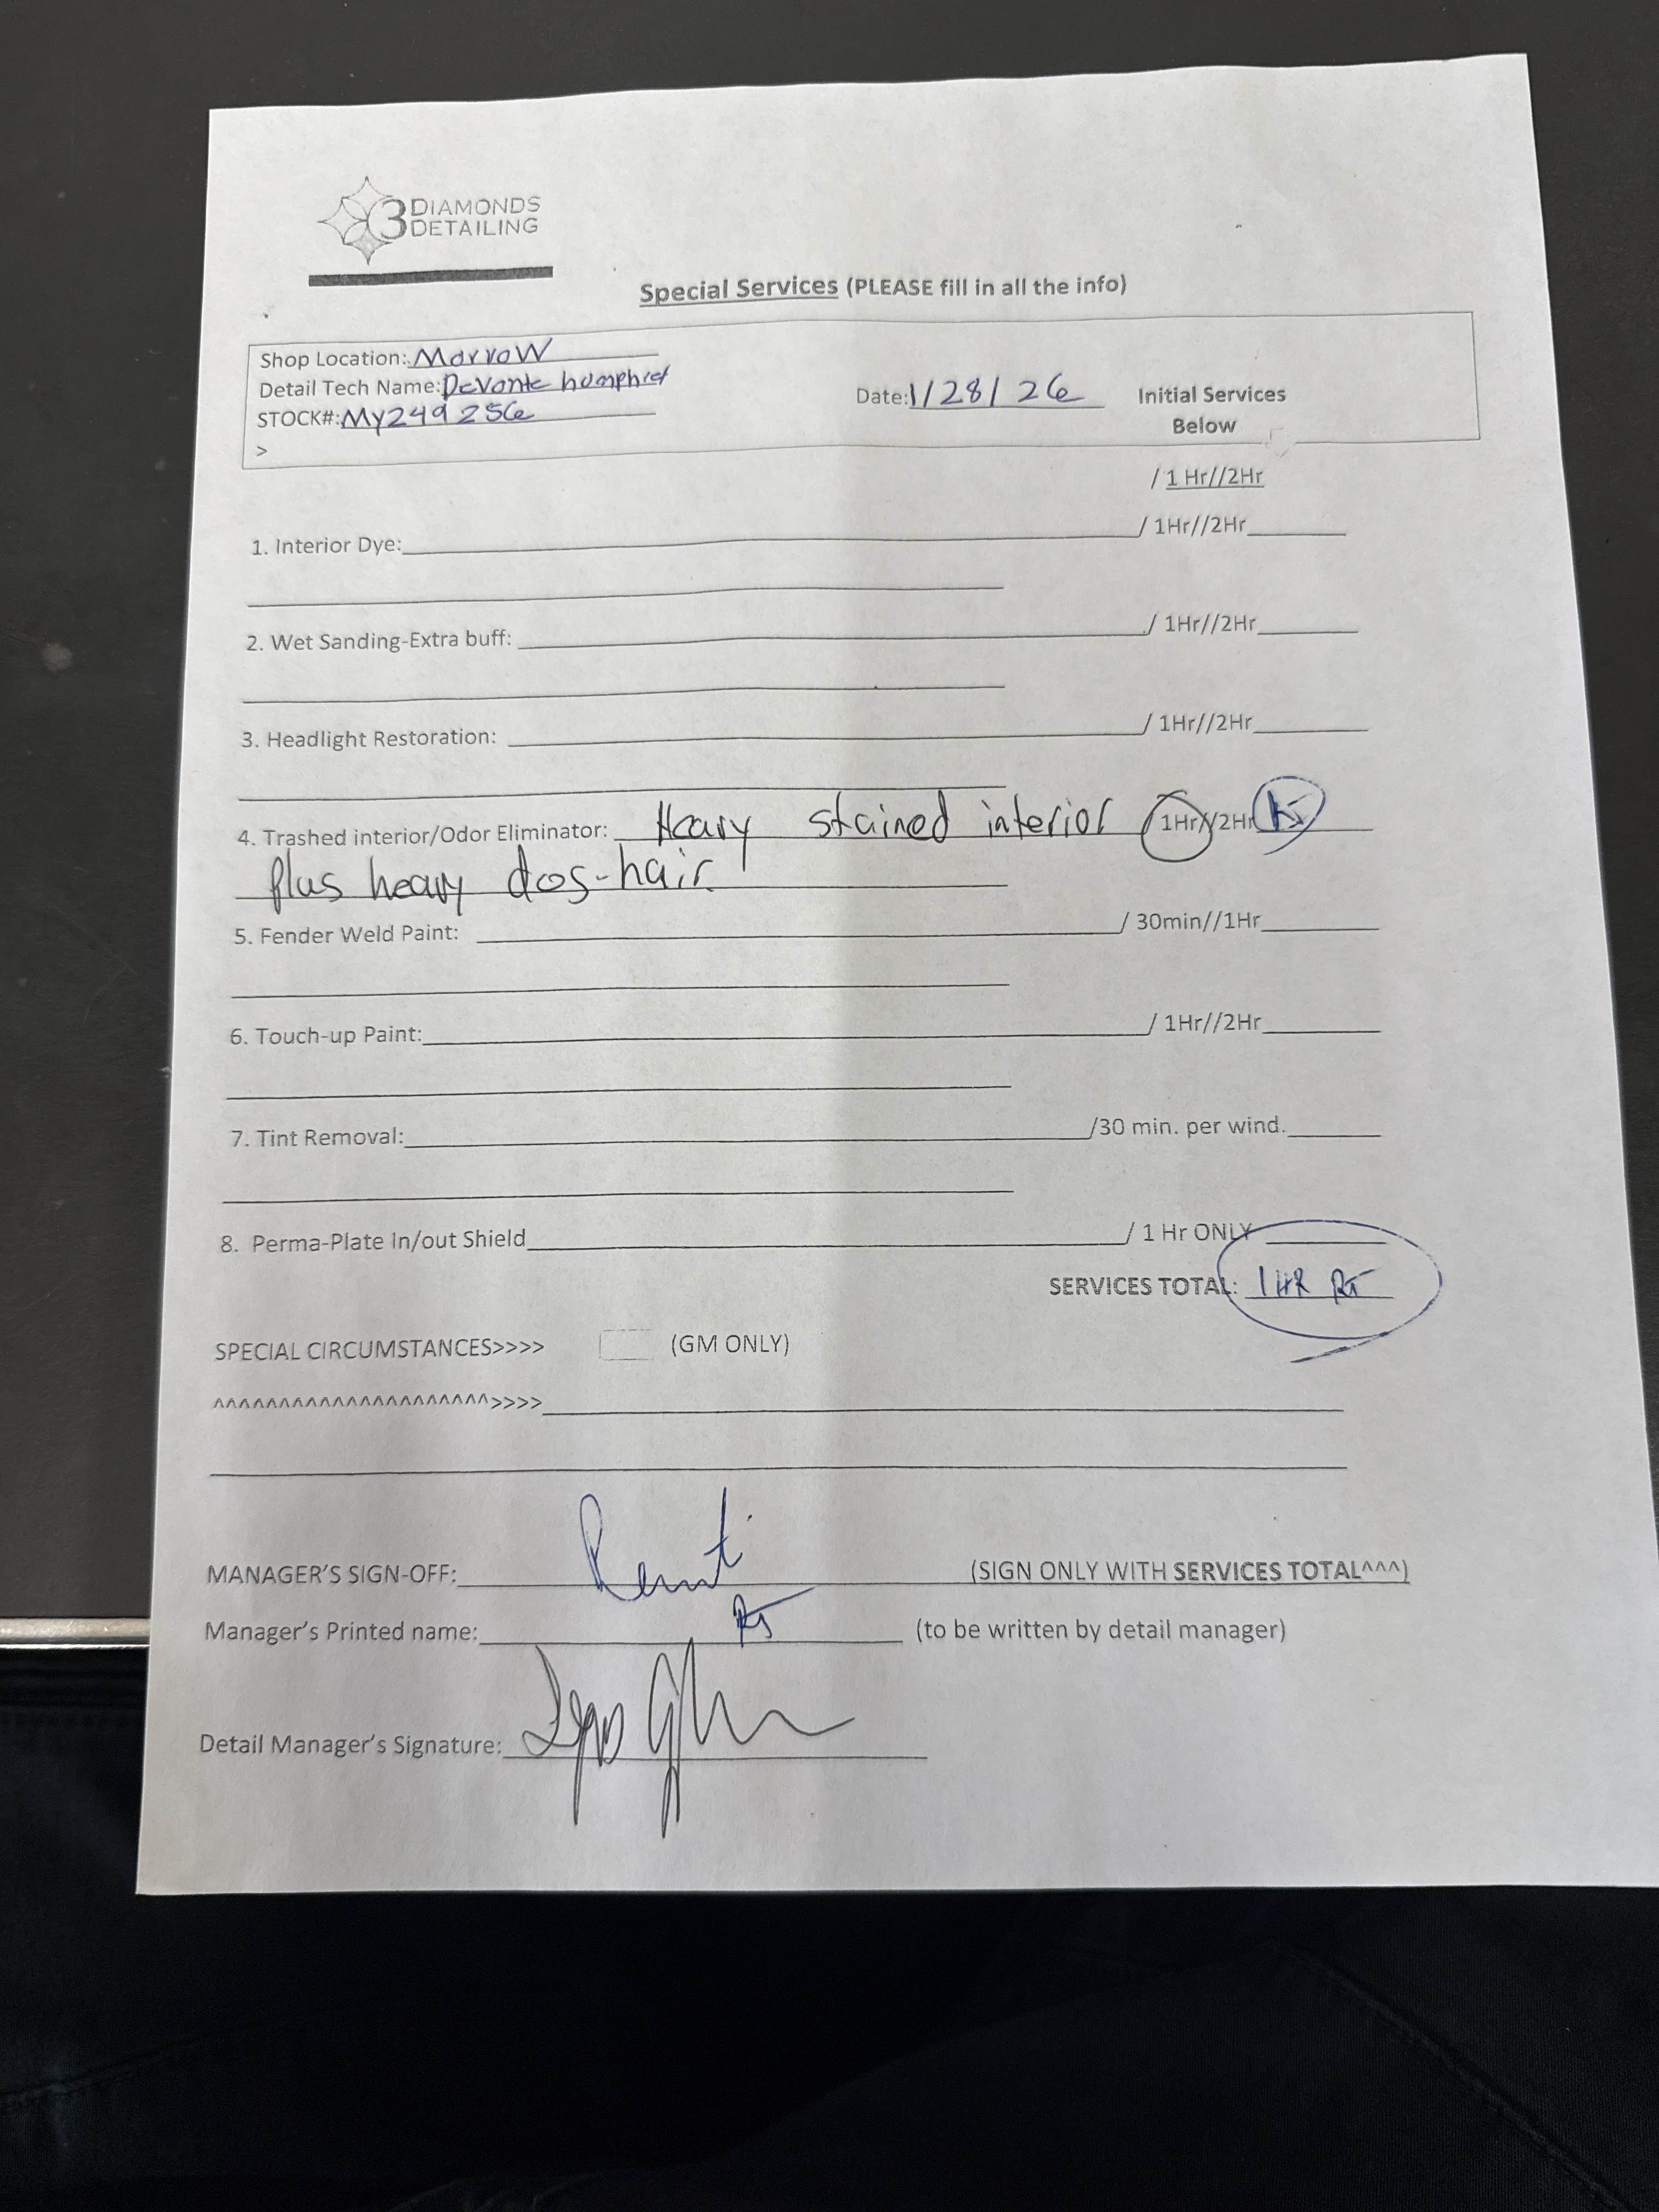 3 DIAMONDS
DETAILING
Special Services (PLEASE fill in all the info)
Shop Location: Morrow
Detail Tech Name: DeVonte humphret
STOCK#: My249256
Date: 1/28/26
Initial Services
Below
>
/ 1 Hr//2Hr
1. Interior Dye: / 1Hr//2Hr
2. Wet Sanding-Extra buff: / 1Hr//2Hr
3. Headlight Restoration: / 1Hr//2Hr
4. Trashed interior/Odor Eliminator: Heavy stained interior / 1Hr//2Hr
plus heavy dog-hair
5. Fender Weld Paint: / 30min//1Hr
6. Touch-up Paint: / 1Hr//2Hr
7. Tint Removal: /30 min. per wind.
8. Perma-Plate In/out Shield / 1 Hr ONLY
SERVICES TOTAL: 1 HR RJ
SPECIAL CIRCUMSTANCES>>>> (GM ONLY)
^^^^^^^^^^^^^^^^^^^^^>>>>
MANAGER'S SIGN-OFF: (SIGN ONLY WITH SERVICES TOTAL^^^)
Manager's Printed name: RJ (to be written by detail manager)
Detail Manager's Signature: